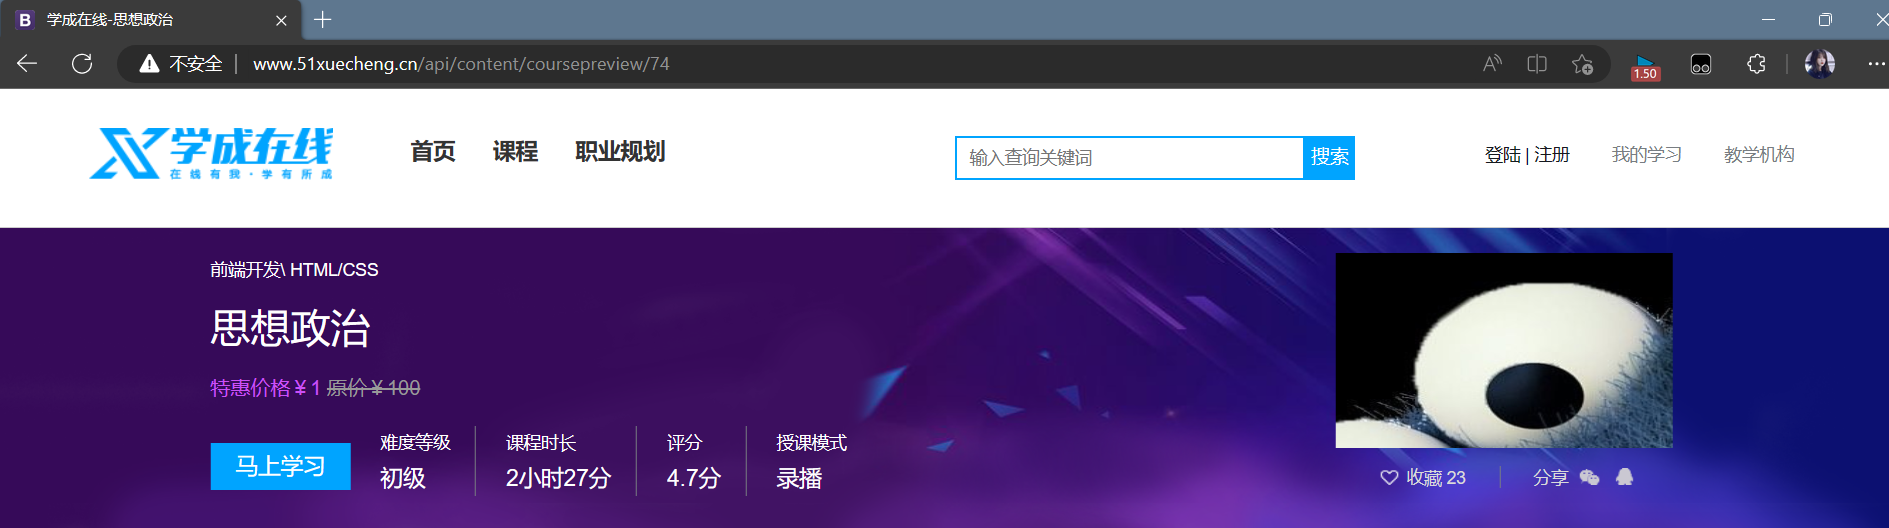 学成在线-思想政治
不安全 | www.51xuecheng.cn/api/content/coursepreview/74
1.50
学成在线
在线有我·学有所成
首页 课程 职业规划
输入查询关键词 搜索
登陆 | 注册 我的学习 教学机构
前端开发\ HTML/CSS
思想政治
特惠价格¥1 原价¥100
马上学习
难度等级 课程时长 评分 授课模式
初级 2小时27分 4.7分 录播
收藏 23 分享